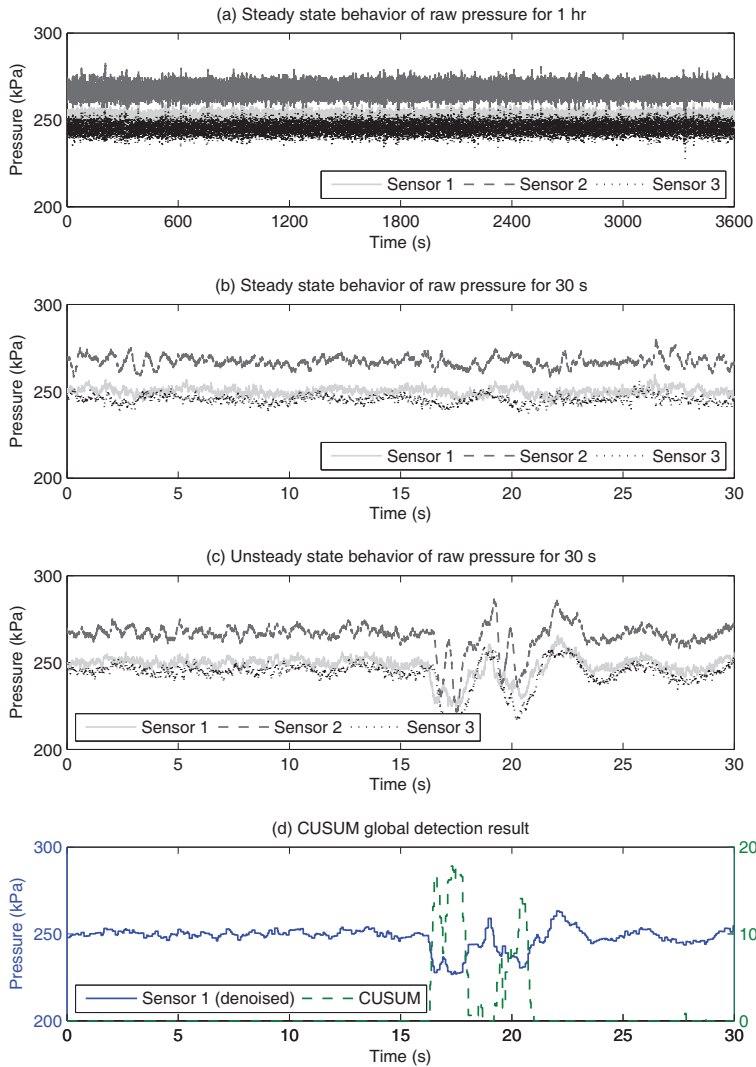 (a) Steady state behavior of raw pressure for 1 hr
300
250
200
Pressure (kPa)
Sensor 1 Sensor 2 Sensor 3
0 600 1200 1800 2400 3000 3600
Time (s)
(b) Steady state behavior of raw pressure for 30 s
300
250
200
Pressure (kPa)
Sensor 1 Sensor 2 Sensor 3
0 5 10 15 20 25 30
Time (s)
(c) Unsteady state behavior of raw pressure for 30 s
300
250
200
Pressure (kPa)
Sensor 1 Sensor 2 Sensor 3
0 5 10 15 20 25 30
Time (s)
(d) CUSUM global detection result
300 20
250 10
200 0
Pressure (kPa)
Sensor 1 (denoised) CUSUM
0 5 10 15 20 25 30
Time (s)